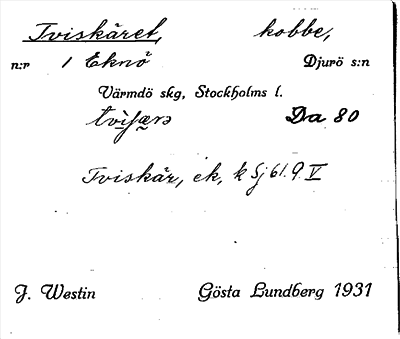 Tviskäret, kobbe,
n:r 1 Eknö Djurö s:n
Värmdö skg, Stockholms l.
Da 80
Tviskär, ek, k Sj 61. 9 V
J. Westin Gösta Lundberg 1931